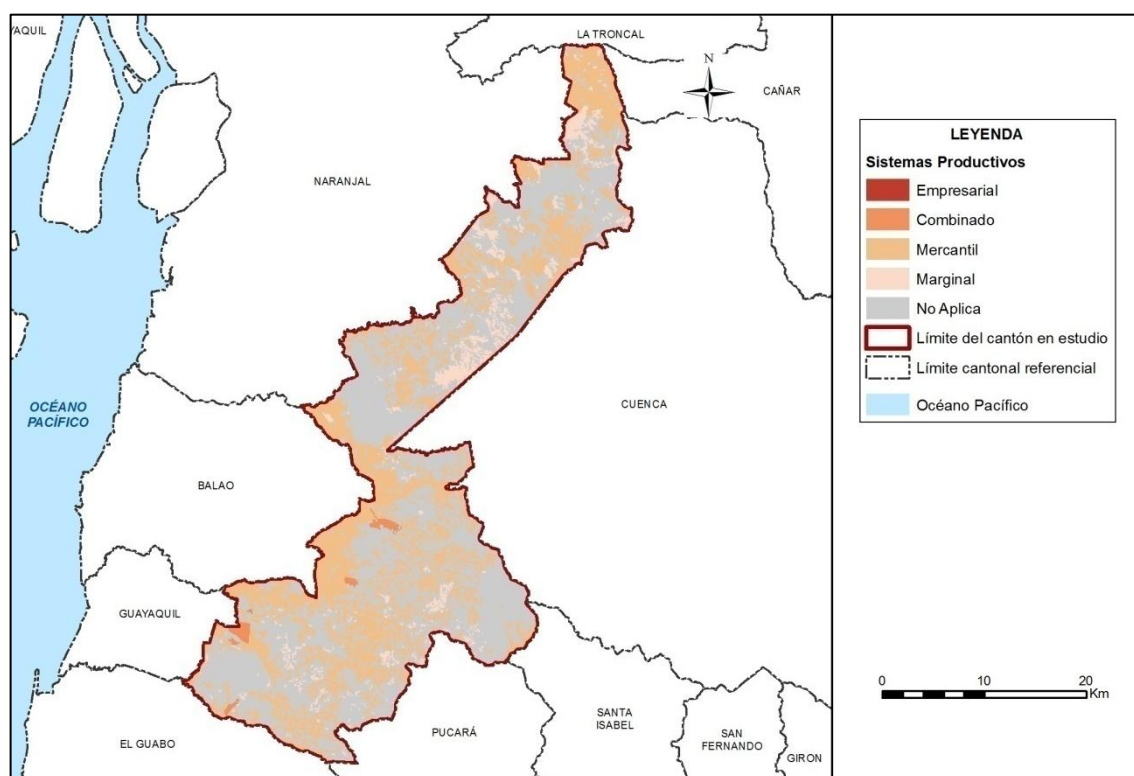 YAQUIL
LA TRONCAL
N
CAÑAR
NARANJAL
OCÉANO
PACÍFICO
CUENCA
BALAO
GUAYAQUIL
EL GUABO
PUCARÁ
SANTA
ISABEL
SAN
FERNANDO
GIRON
LEYENDA
Sistemas Productivos
Empresarial
Combinado
Mercantil
Marginal
No Aplica
Límite del cantón en estudio
Límite cantonal referencial
Océano Pacífico
0 10 20
Km